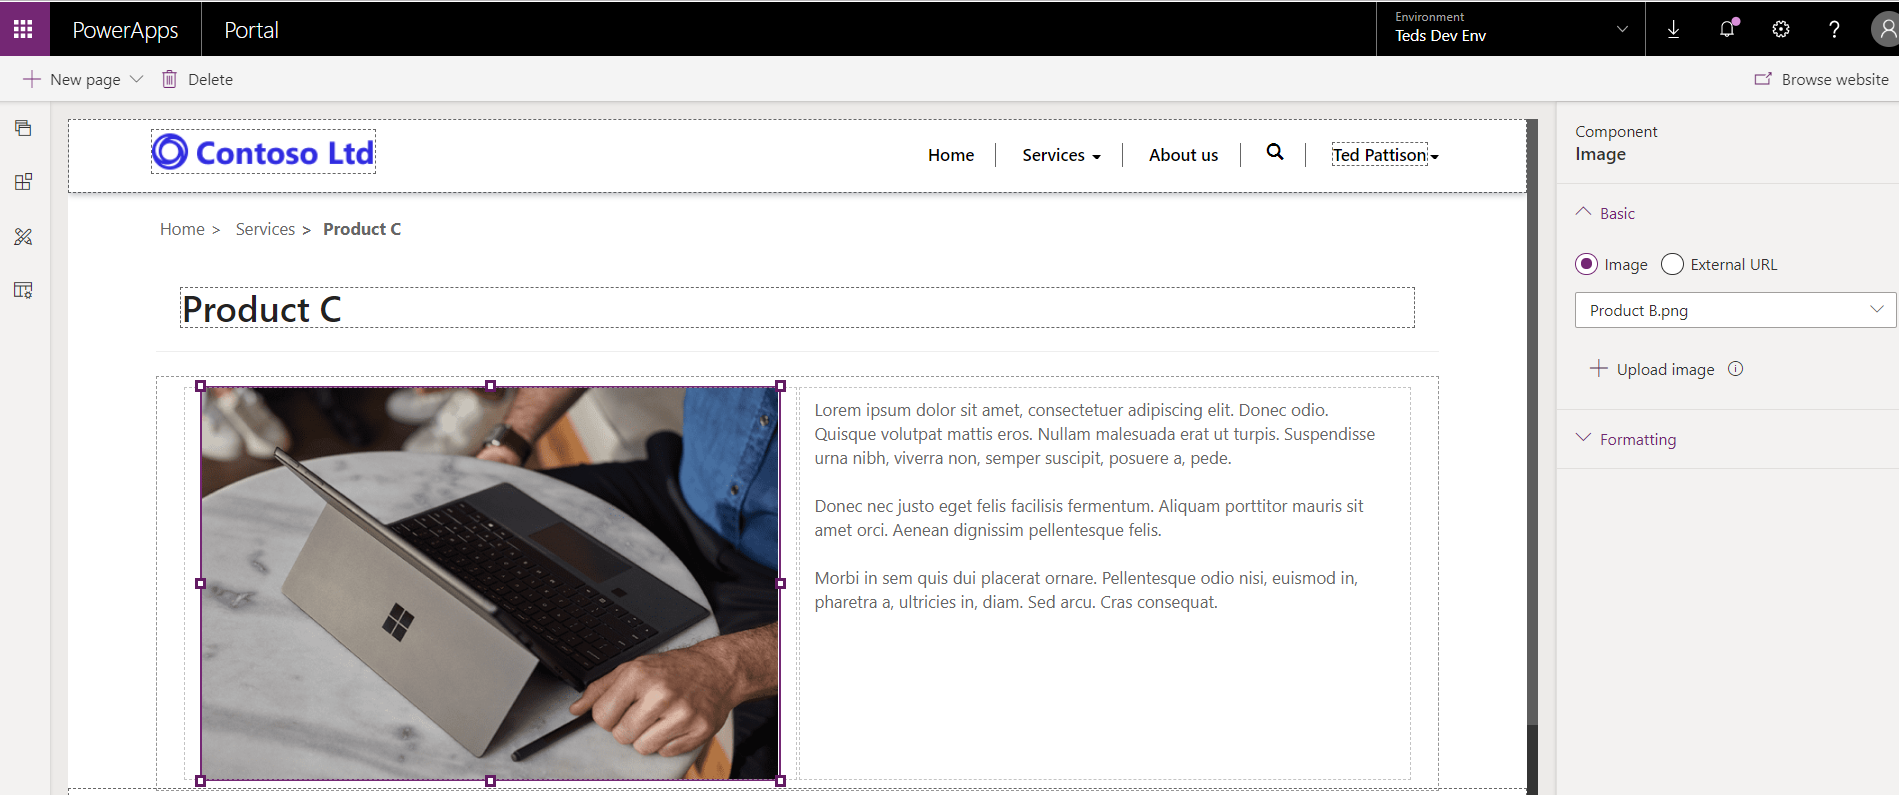 PowerApps
Portal
Environment
Teds Dev Env
?
New page
Delete
Browse website
Contoso Ltd
Home
Services
About us
Ted Pattison
Home > Services > Product C
Product C
Lorem ipsum dolor sit amet, consectetuer adipiscing elit. Donec odio.
Quisque volutpat mattis eros. Nullam malesuada erat ut turpis. Suspendisse
urna nibh, viverra non, semper suscipit, posuere a, pede.
Donec nec justo eget felis facilisis fermentum. Aliquam porttitor mauris sit
amet orci. Aenean dignissim pellentesque felis.
Morbi in sem quis dui placerat ornare. Pellentesque odio nisi, euismod in,
pharetra a, ultricies in, diam. Sed arcu. Cras consequat.
Component
Image
Basic
Image
External URL
Product B.png
Upload image
Formatting